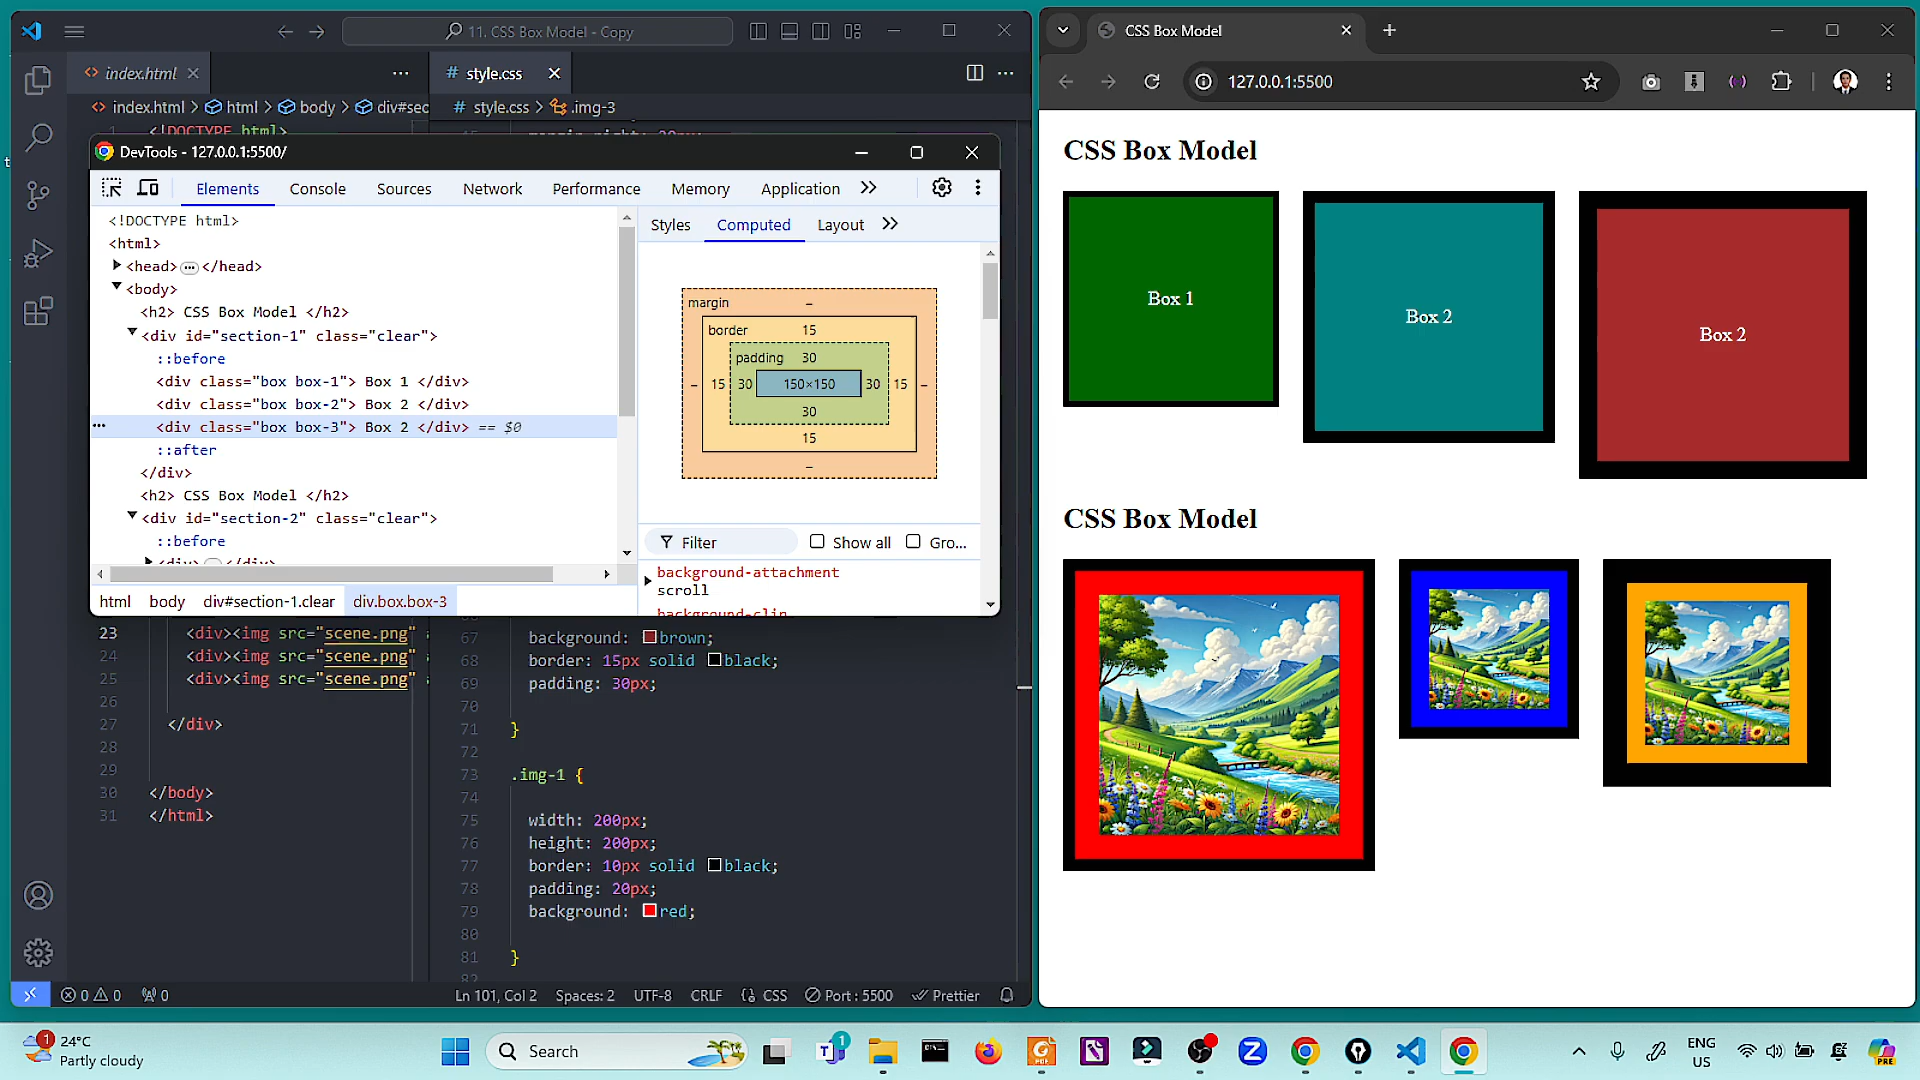 11. CSS Box Model - Copy
index.html
style.css
index.html > html > body > div#sec
style.css > .img-3
<!DOCTYPE html>
DevTools - 127.0.0.1:5500/
Elements Console Sources Network Performance Memory Application
<!DOCTYPE html>
<html>
<head> ... </head>
<body>
<h2> CSS Box Model </h2>
<div id="section-1" class="clear">
::before
<div class="box box-1"> Box 1 </div>
<div class="box box-2"> Box 2 </div>
<div class="box box-3"> Box 2 </div> == $0
::after
</div>
<h2> CSS Box Model </h2>
<div id="section-2" class="clear">
::before
html body div#section-1.clear div.box.box-3
Styles Computed Layout
margin –
border 15
padding 30
– 15 30 150×150 30 15 –
30
15
–
Filter Show all Gro...
background-attachment
scroll
background-clip
23 <div><img src="scene.png"
24 <div><img src="scene.png"
25 <div><img src="scene.png"
26
27 </div>
28
29
30 </body>
31 </html>
67 background: brown;
68 border: 15px solid black;
69 padding: 30px;
70
71 }
72
73 .img-1 {
74
75 width: 200px;
76 height: 200px;
77 border: 10px solid black;
78 padding: 20px;
79 background: red;
80
81 }
82
0 0 0
Ln 101, Col 2 Spaces: 2 UTF-8 CRLF CSS Port : 5500 Prettier
CSS Box Model
127.0.0.1:5500
CSS Box Model
Box 1
Box 2
Box 2
CSS Box Model
1
24°C
Partly cloudy
Search
1
ENG
US
PRE